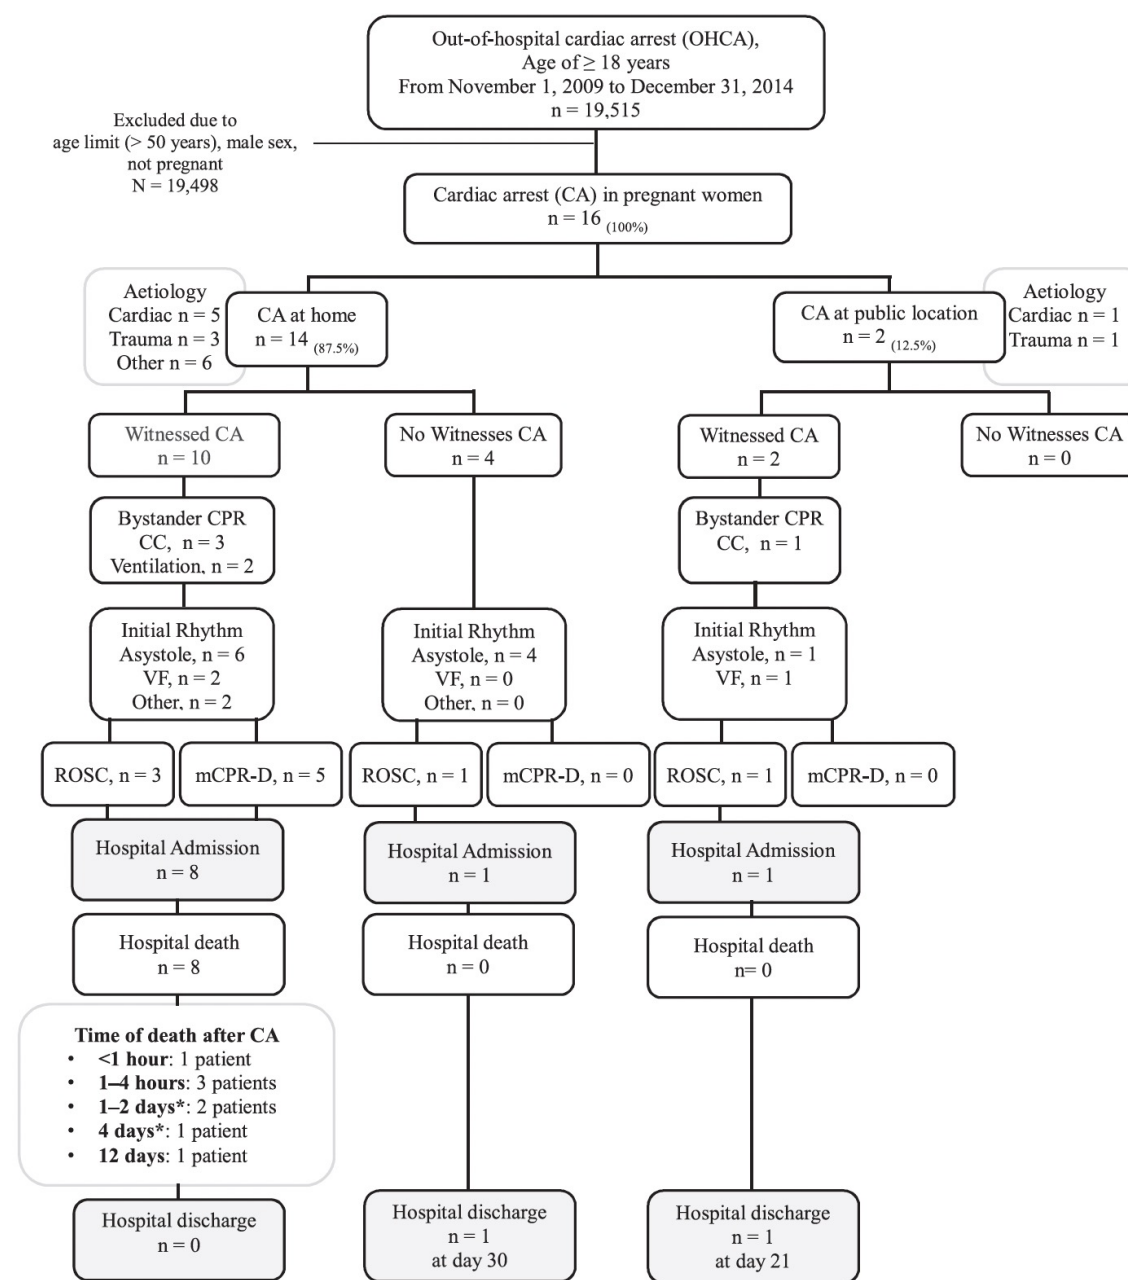 Out-of-hospital cardiac arrest (OHCA),
Age of ≥ 18 years
From November 1, 2009 to December 31, 2014
n = 19,515
Excluded due to
age limit (> 50 years), male sex,
not pregnant
N = 19,498
Cardiac arrest (CA) in pregnant women
n = 16 (100%)
Aetiology
Cardiac n = 5
Trauma n = 3
Other n = 6
CA at home
n = 14 (87.5%)
CA at public location
n = 2 (12.5%)
Aetiology
Cardiac n = 1
Trauma n = 1
Witnessed CA
n = 10
No Witnesses CA
n = 4
Witnessed CA
n = 2
No Witnesses CA
n = 0
Bystander CPR
CC, n = 3
Ventilation, n = 2
Bystander CPR
CC, n = 1
Initial Rhythm
Asystole, n = 6
VF, n = 2
Other, n = 2
Initial Rhythm
Asystole, n = 4
VF, n = 0
Other, n = 0
Initial Rhythm
Asystole, n = 1
VF, n = 1
ROSC, n = 3
mCPR-D, n = 5
ROSC, n = 1
mCPR-D, n = 0
ROSC, n = 1
mCPR-D, n = 0
Hospital Admission
n = 8
Hospital Admission
n = 1
Hospital Admission
n = 1
Hospital death
n = 8
Hospital death
n = 0
Hospital death
n= 0
Time of death after CA
• <1 hour: 1 patient
• 1–4 hours: 3 patients
• 1–2 days*: 2 patients
• 4 days*: 1 patient
• 12 days: 1 patient
Hospital discharge
n = 0
Hospital discharge
n = 1
at day 30
Hospital discharge
n = 1
at day 21